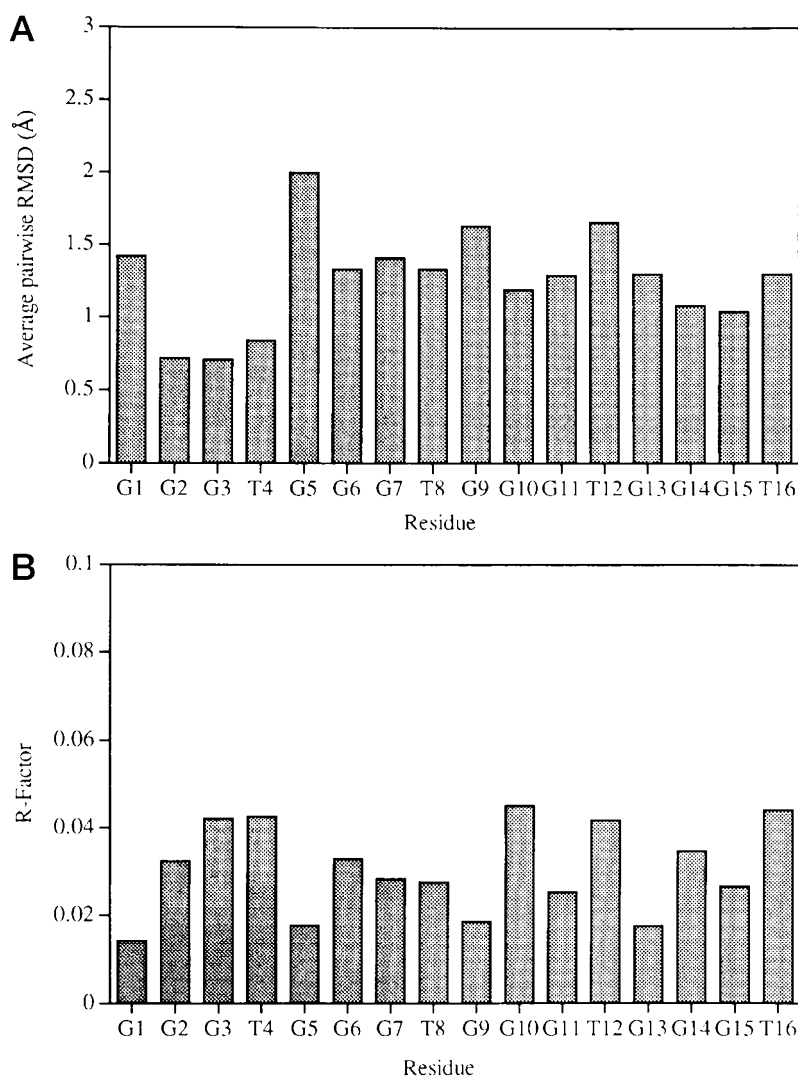 A
3
2.5
2
1.5
1
0.5
0
Average pairwise RMSD (Å)
G1 G2 G3 T4 G5 G6 G7 T8 G9 G10 G11 T12 G13 G14 G15 T16
Residue
B
0.1
0.08
0.06
0.04
0.02
0
R-Factor
G1 G2 G3 T4 G5 G6 G7 T8 G9 G10 G11 T12 G13 G14 G15 T16
Residue